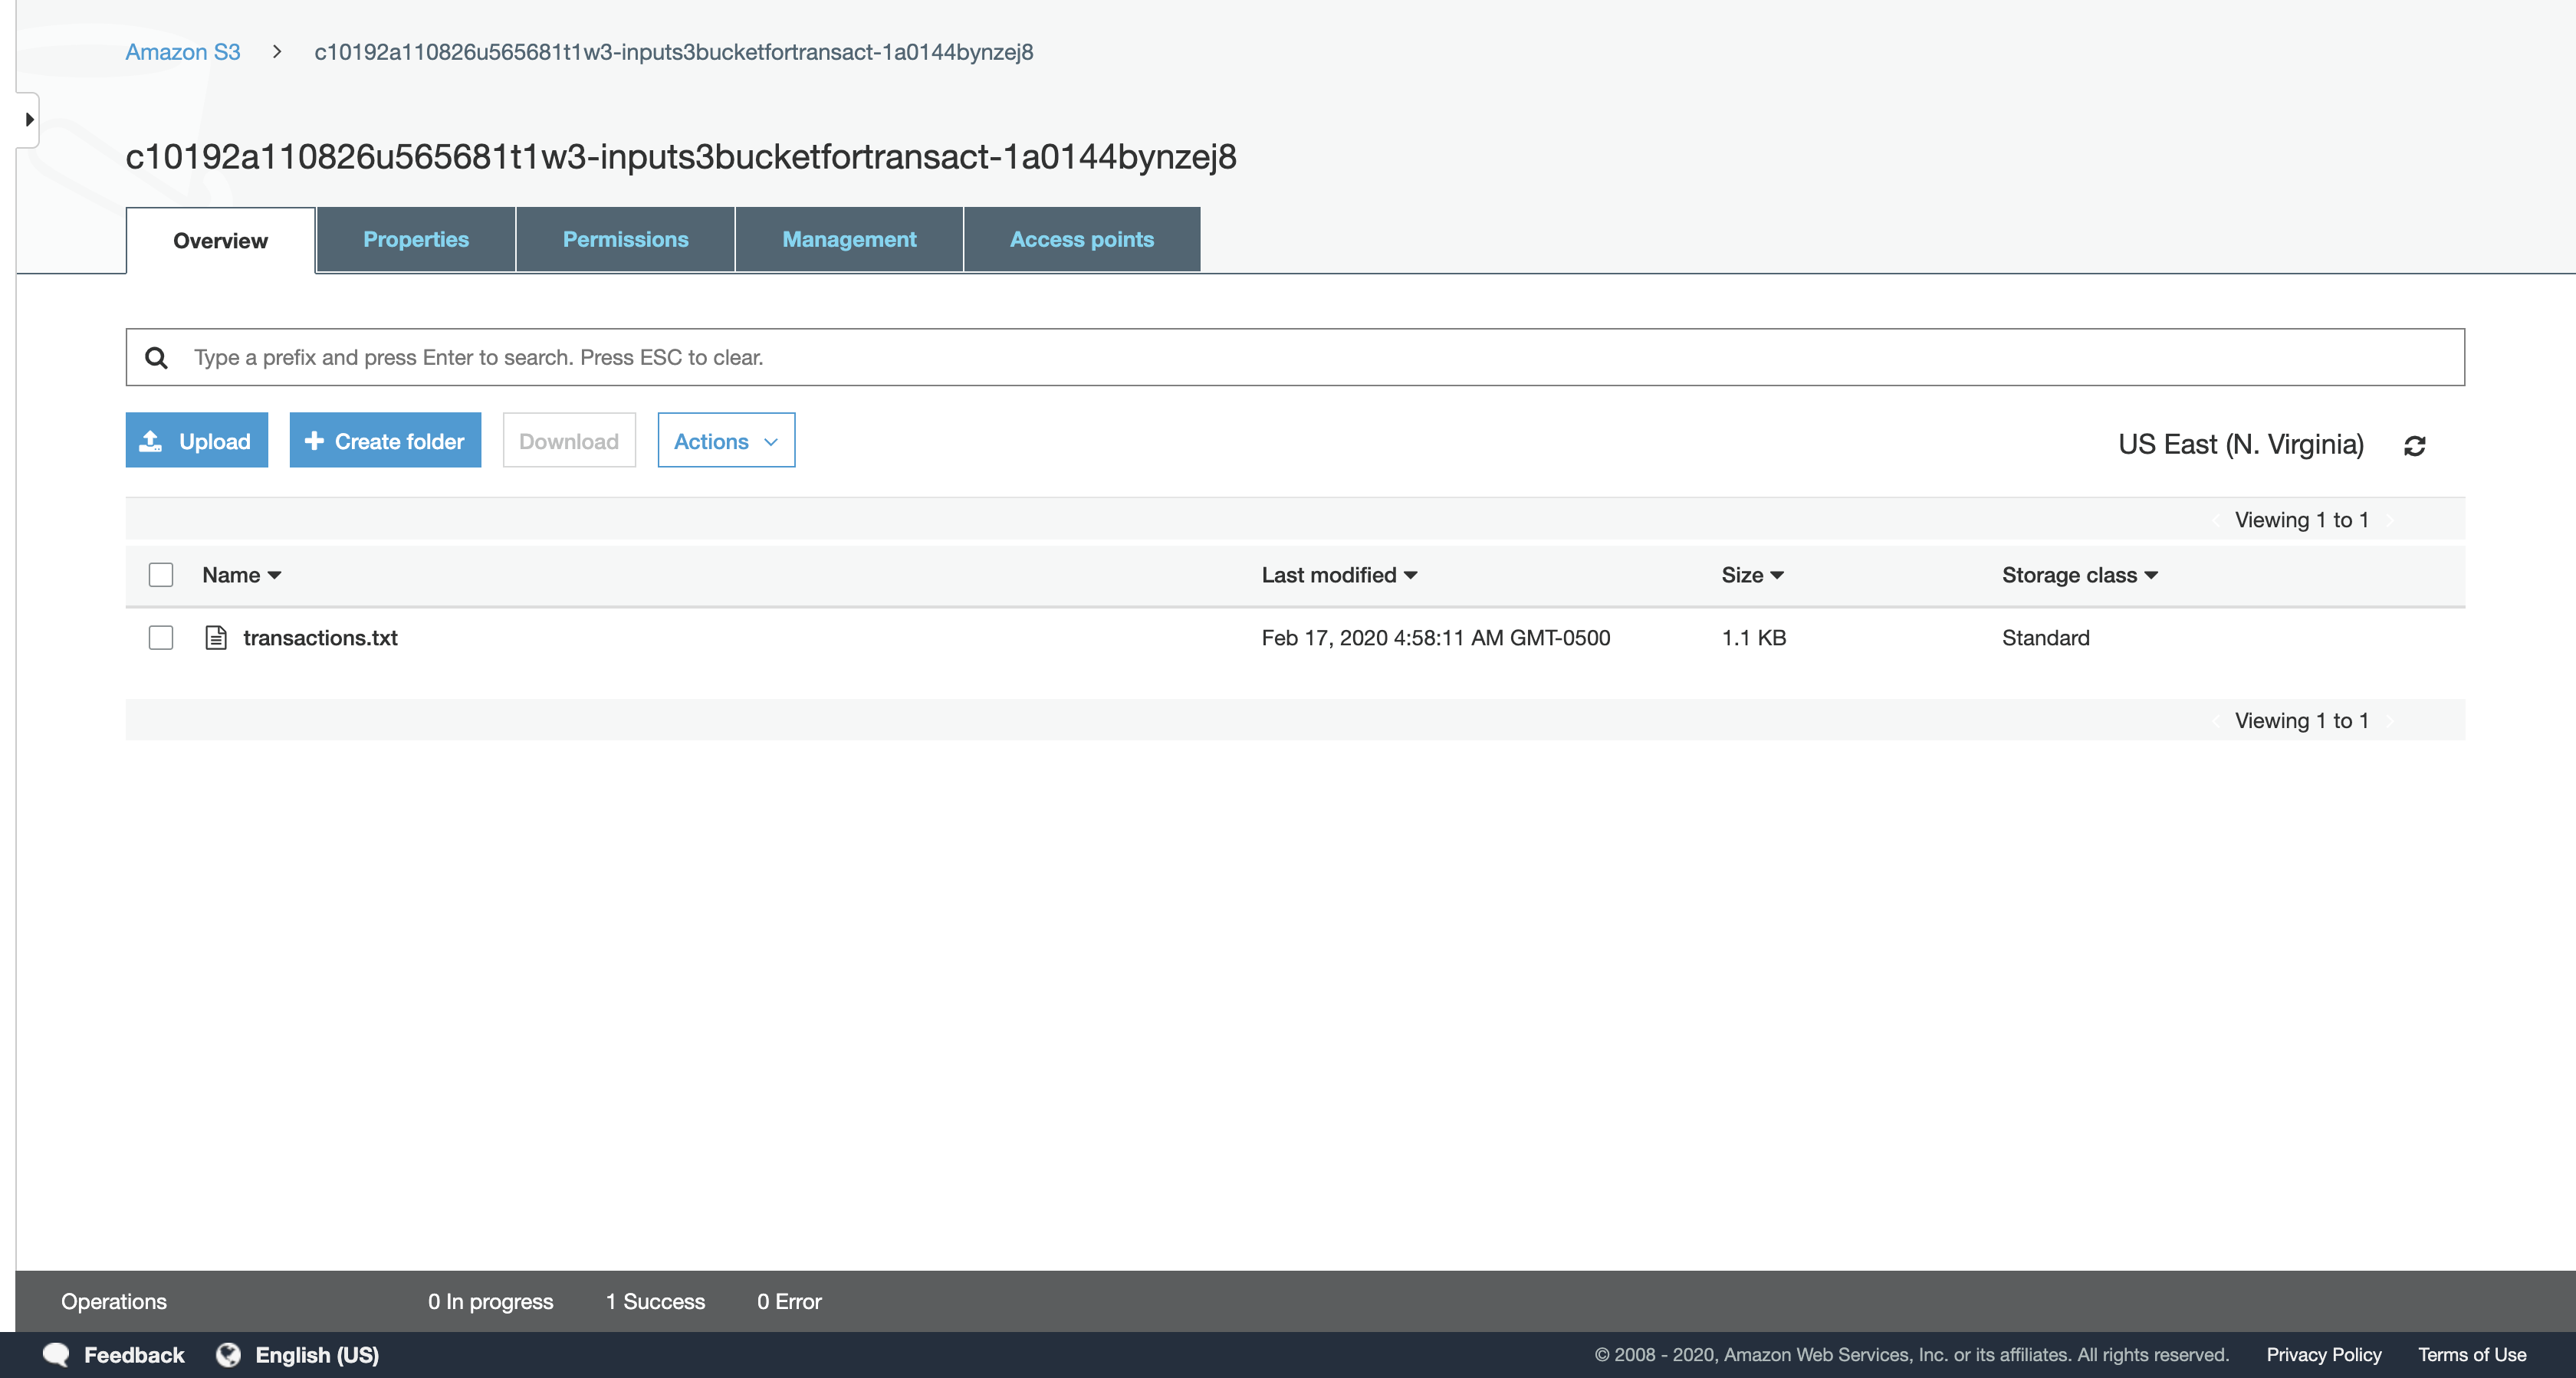 Amazon S3 > c10192a110826u565681t1w3-inputs3bucketfortransact-1a0144bynzej8
c10192a110826u565681t1w3-inputs3bucketfortransact-1a0144bynzej8
Overview Properties Permissions Management Access points
Type a prefix and press Enter to search. Press ESC to clear.
Upload + Create folder Download Actions US East (N. Virginia)
Viewing 1 to 1
Name Last modified Size Storage class
transactions.txt Feb 17, 2020 4:58:11 AM GMT-0500 1.1 KB Standard
Viewing 1 to 1
Operations 0 In progress 1 Success 0 Error
Feedback English (US) © 2008 - 2020, Amazon Web Services, Inc. or its affiliates. All rights reserved. Privacy Policy Terms of Use